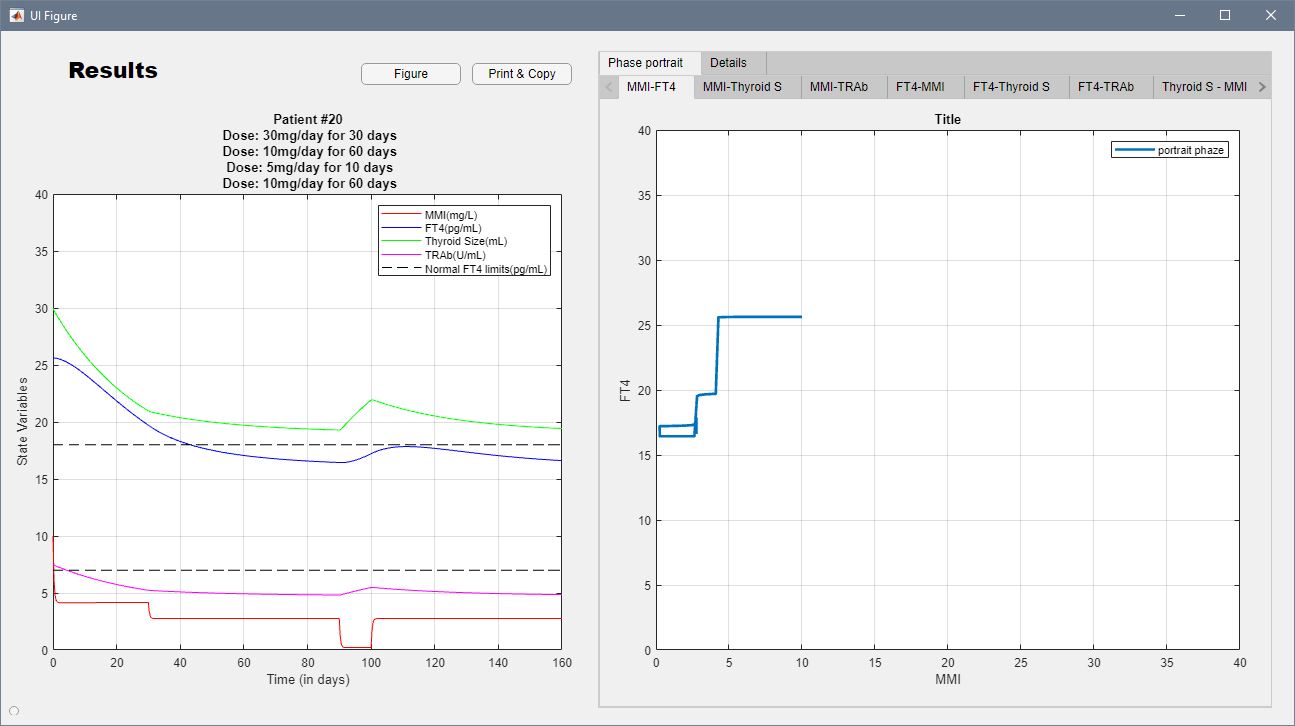 UI Figure
Results
Figure
Print & Copy
Patient #20
Dose: 30mg/day for 30 days
Dose: 10mg/day for 60 days
Dose: 5mg/day for 10 days
Dose: 10mg/day for 60 days
40
35
30
25
20
15
10
5
0
State Variables
MMI(mg/L)
FT4(pg/mL)
Thyroid Size(mL)
TRAb(U/mL)
Normal FT4 limits(pg/mL)
0 20 40 60 80 100 120 140 160
Time (in days)
Phase portrait Details
MMI-FT4 MMI-Thyroid S MMI-TRAb FT4-MMI FT4-Thyroid S FT4-TRAb Thyroid S - MMI
Title
portrait phaze
40
35
30
25
20
15
10
5
0
FT4
0 5 10 15 20 25 30 35 40
MMI